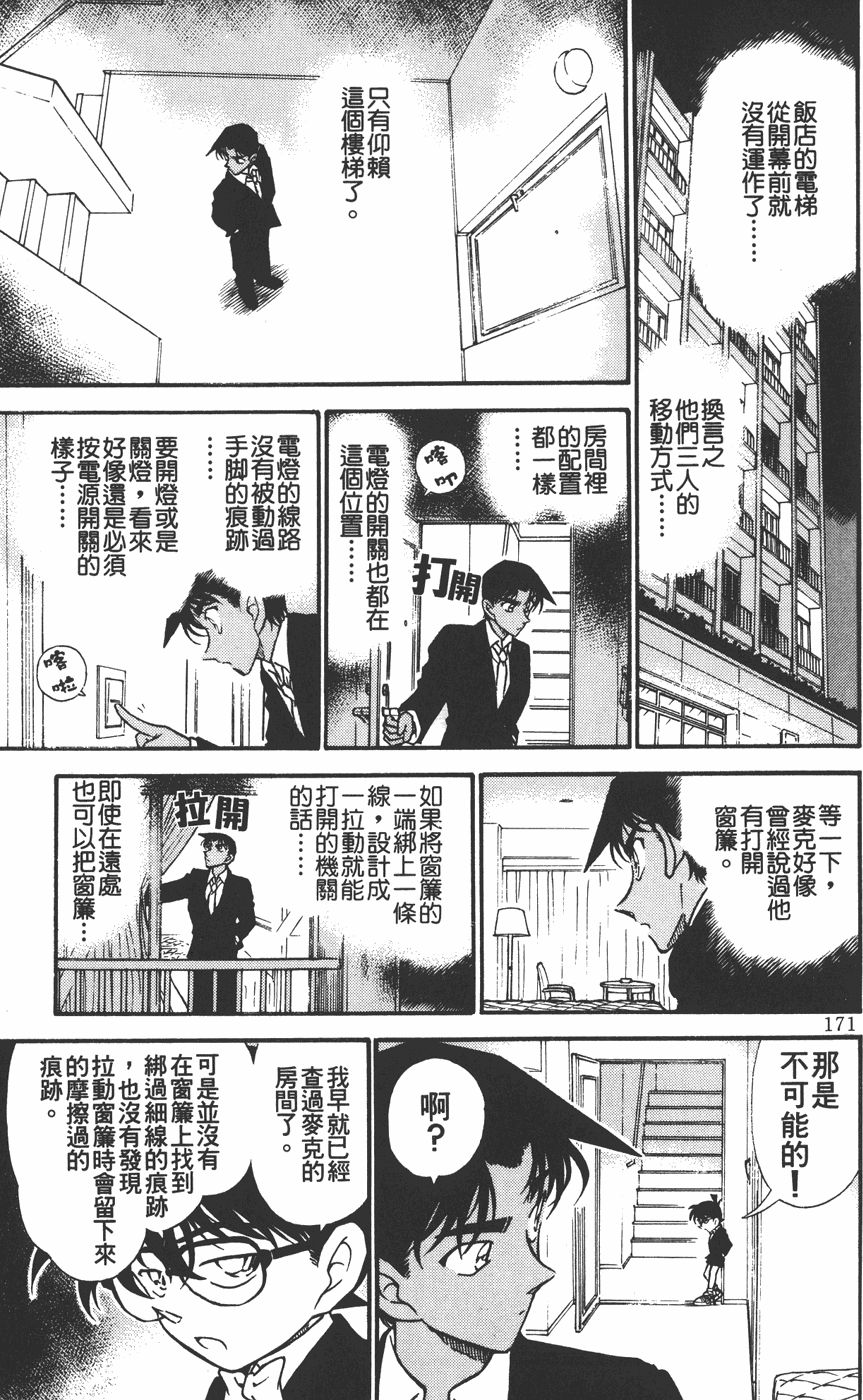 飯店的電梯
從開幕前就
沒有運作了……
換言之
他們三人的
移動方式……
只有仰賴
這個樓梯了。
房間裡
的配置
都一樣
……
喀
叩
打開
電燈的開關也都在
這個位置……
電燈的線路
沒有被動過
手腳的痕跡
……
要開燈或是
關燈，看來
好像還是必須
按電源開關的
樣子……
喀
啦
等一下，
麥克好像
曾經說過他
有打開
窗簾。
如果將窗簾的
一端綁上一條
線，設計成
一拉動就能
打開的機關
的話……
拉開
即使在遠處
也可以把窗簾…
171
那是
不可能的！
啊？
我早就已經
查過麥克的
房間了。
可是並沒有
在窗簾上找到
綁過細線的痕跡
，也沒有發現
拉動窗簾時會留下來
的摩擦過的
痕跡。